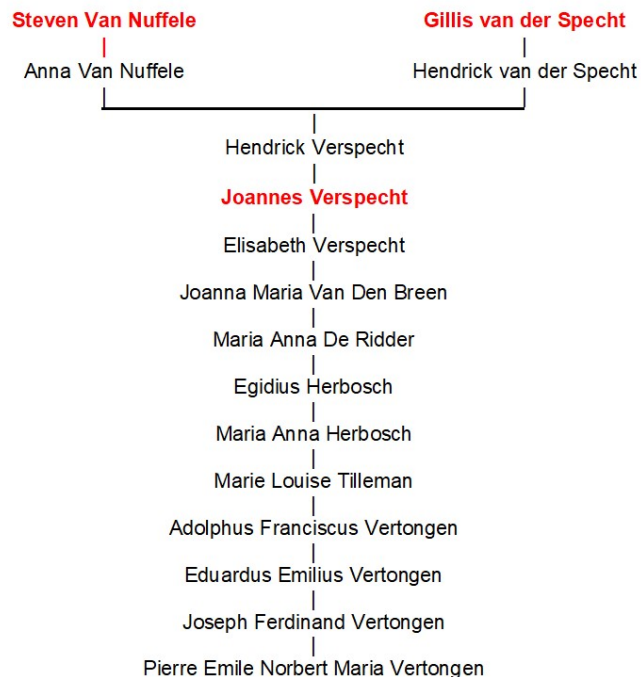 Steven Van Nuffele Gillis van der Specht
Anna Van Nuffele Hendrick van der Specht
Hendrick Verspecht
Joannes Verspecht
Elisabeth Verspecht
Joanna Maria Van Den Breen
Maria Anna De Ridder
Egidius Herbosch
Maria Anna Herbosch
Marie Louise Tilleman
Adolphus Franciscus Vertongen
Eduardus Emilius Vertongen
Joseph Ferdinand Vertongen
Pierre Emile Norbert Maria Vertongen